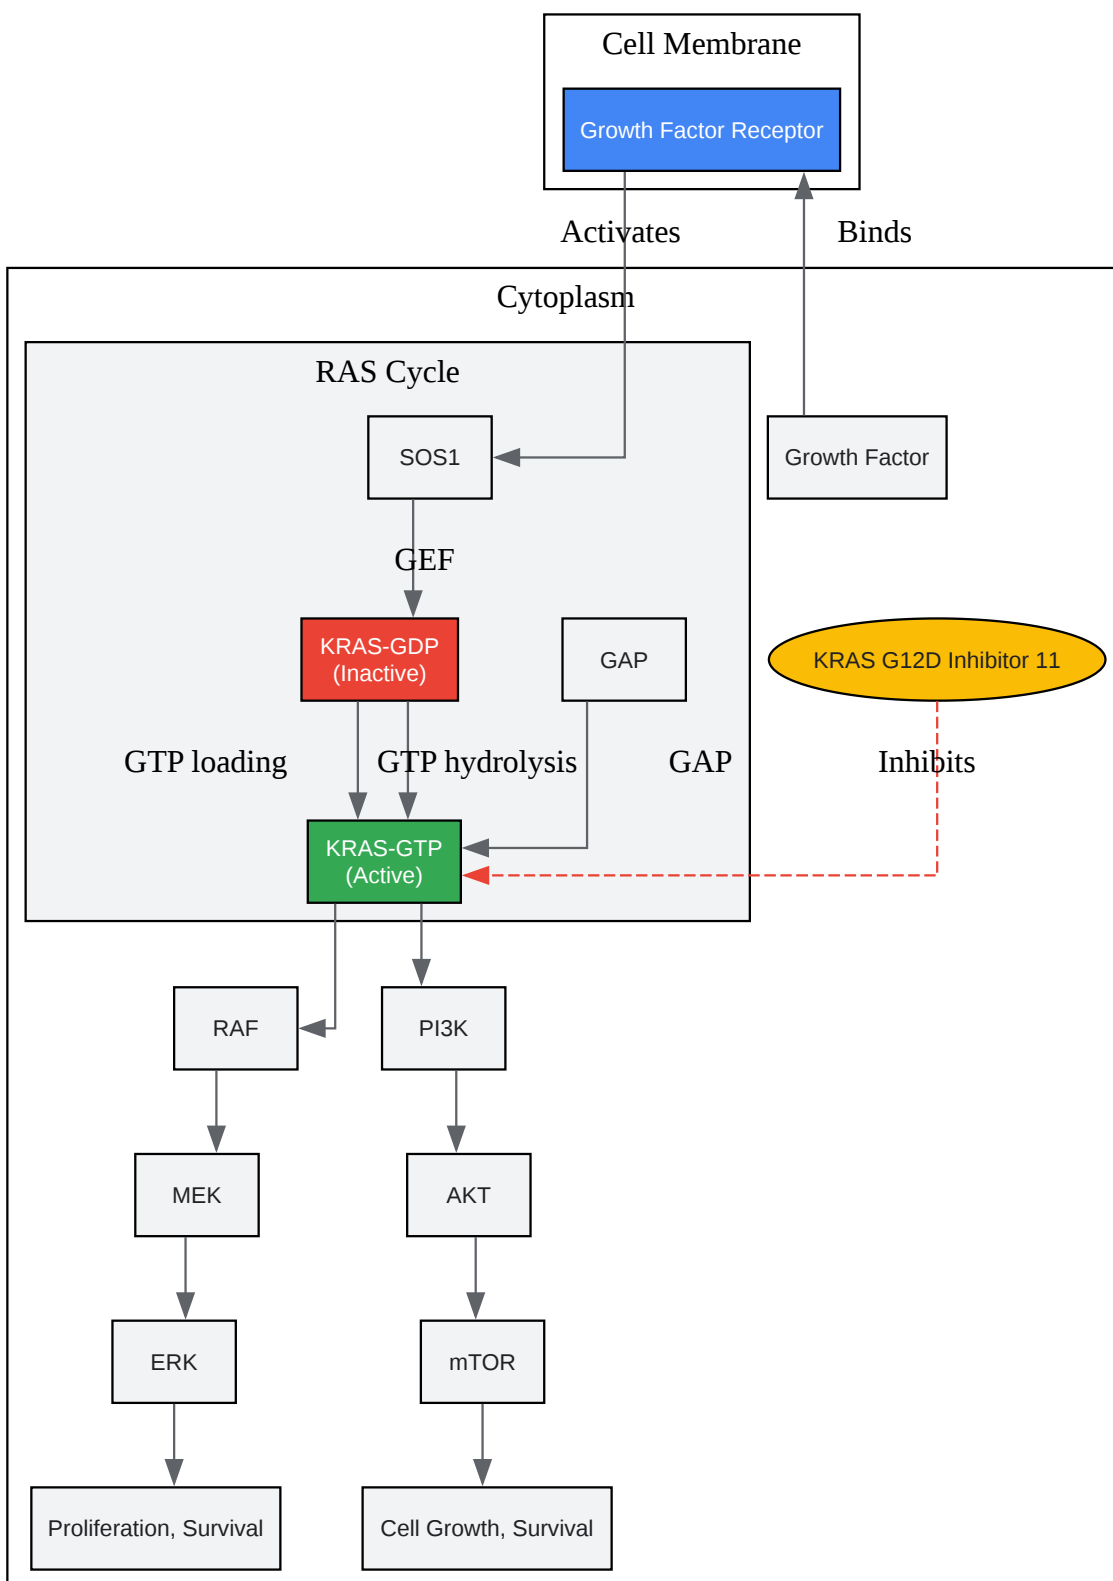 Cell Membrane
Growth Factor Receptor
Activates
Binds
Cytoplasm
RAS Cycle
SOS1
Growth Factor
GEF
KRAS-GDP
(Inactive)
GAP
KRAS G12D Inhibitor 11
GTP loading
GTP hydrolysis
GAP
Inhibits
KRAS-GTP
(Active)
RAF
PI3K
MEK
AKT
ERK
mTOR
Proliferation, Survival
Cell Growth, Survival